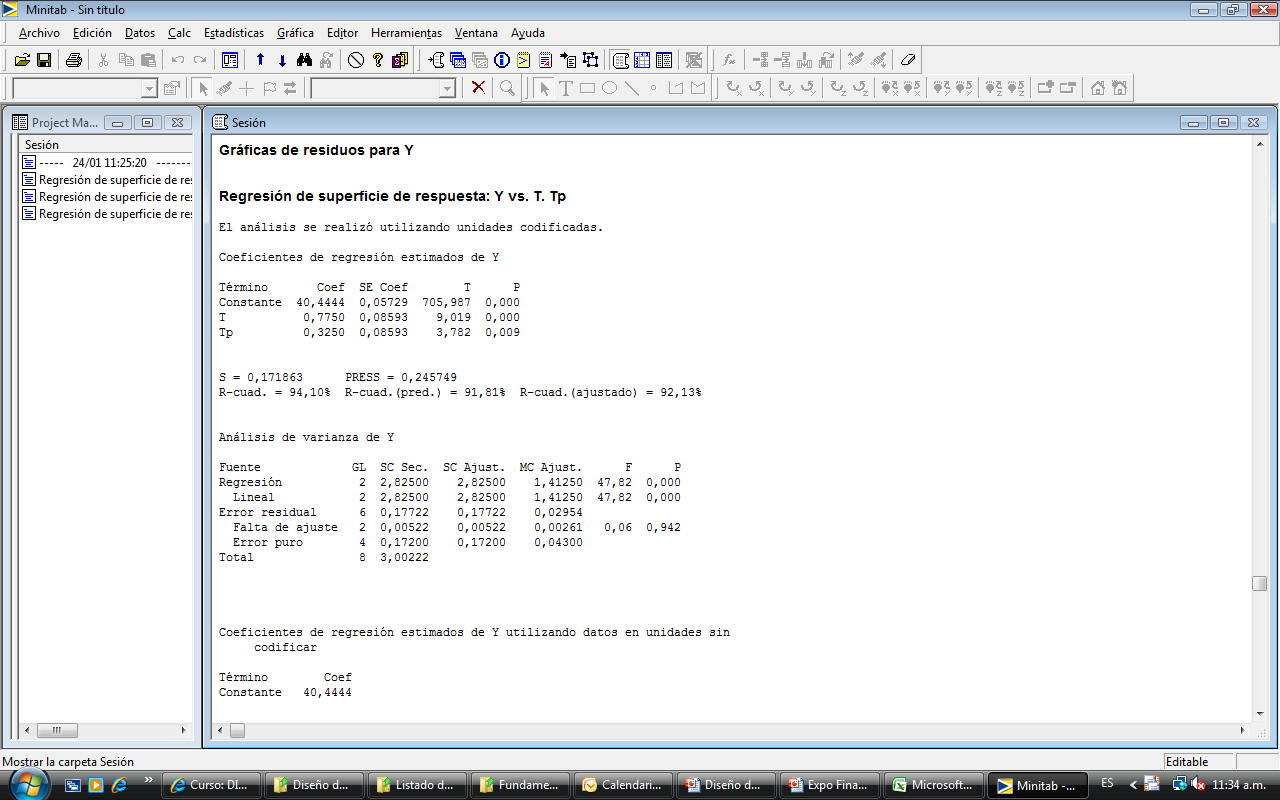 Minitab - Sin título
Archivo Edición Datos Calc Estadísticas Gráfica Editor Herramientas Ventana Ayuda
Project Ma...
Sesión
----- 24/01 11:25:20 -------
Regresión de superficie de res
Regresión de superficie de res
Regresión de superficie de res
Sesión
Gráficas de residuos para Y
Regresión de superficie de respuesta: Y vs. T. Tp
El análisis se realizó utilizando unidades codificadas.
Coeficientes de regresión estimados de Y
Término Coef SE Coef T P
Constante 40,4444 0,05729 705,987 0,000
T 0,7750 0,08593 9,019 0,000
Tp 0,3250 0,08593 3,782 0,009
S = 0,171863 PRESS = 0,245749
R-cuad. = 94,10% R-cuad.(pred.) = 91,81% R-cuad.(ajustado) = 92,13%
Análisis de varianza de Y
Fuente GL SC Sec. SC Ajust. MC Ajust. F P
Regresión 2 2,82500 2,82500 1,41250 47,82 0,000
Lineal 2 2,82500 2,82500 1,41250 47,82 0,000
Error residual 6 0,17722 0,17722 0,02954
Falta de ajuste 2 0,00522 0,00522 0,00261 0,06 0,942
Error puro 4 0,17200 0,17200 0,04300
Total 8 3,00222
Coeficientes de regresión estimados de Y utilizando datos en unidades sin
codificar
Término Coef
Constante 40,4444
Mostrar la carpeta Sesión
Editable
Curso: DI... Diseño d... Listado d... Fundame... Calendari... Diseño d... Expo Fina... Microsoft... Minitab -... ES 11:34 a.m.